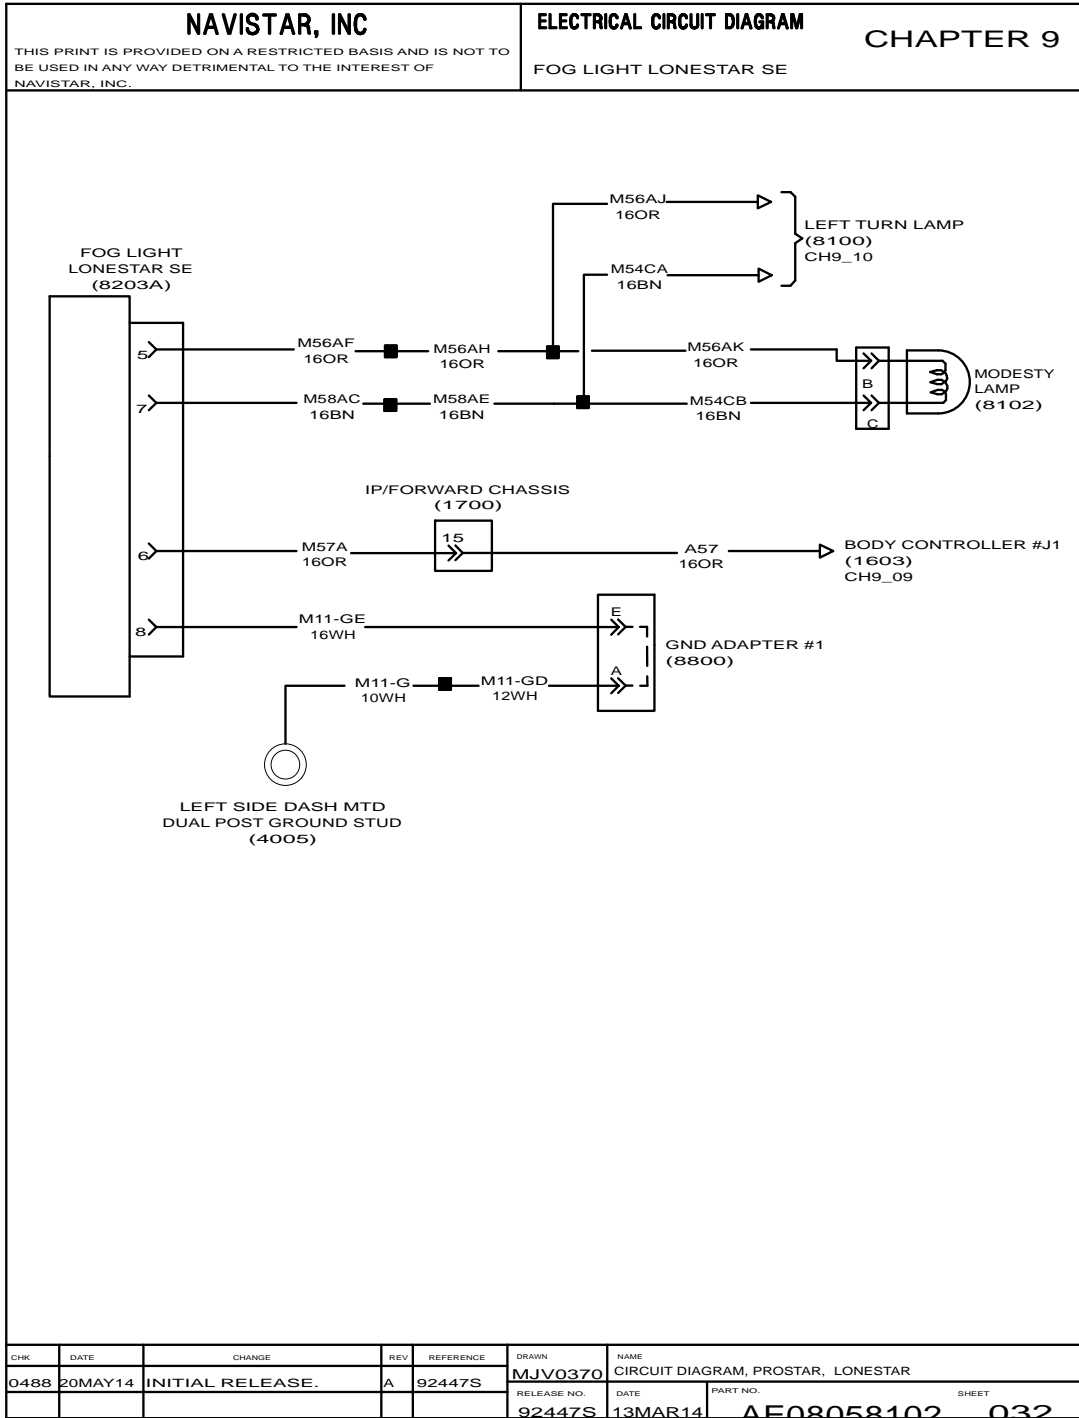 NAVISTAR, INC
THIS PRINT IS PROVIDED ON A RESTRICTED BASIS AND IS NOT TO
BE USED IN ANY WAY DETRIMENTAL TO THE INTEREST OF
NAVISTAR, INC.
ELECTRICAL CIRCUIT DIAGRAM
CHAPTER 9
FOG LIGHT LONESTAR SE
M56AJ
16OR
LEFT TURN LAMP
(8100)
CH9_10
M54CA
16BN
FOG LIGHT
LONESTAR SE
(8203A)
5
M56AF
16OR
M56AH
16OR
M56AK
16OR
B
MODESTY
LAMP
(8102)
7
M58AC
16BN
M58AE
16BN
M54CB
16BN
C
IP/FORWARD CHASSIS
(1700)
6
M57A
16OR
15
A57
16OR
BODY CONTROLLER #J1
(1603)
CH9_09
8
M11-GE
16WH
E
GND ADAPTER #1
(8800)
M11-G
10WH
M11-GD
12WH
A
LEFT SIDE DASH MTD
DUAL POST GROUND STUD
(4005)
CHK DATE CHANGE REV REFERENCE
0488 20MAY14 INITIAL RELEASE. A 92447S
DRAWN
MJV0370
NAME
CIRCUIT DIAGRAM, PROSTAR, LONESTAR
RELEASE NO.
92447S
DATE
13MAR14
PART NO.
AE08058102
SHEET
032